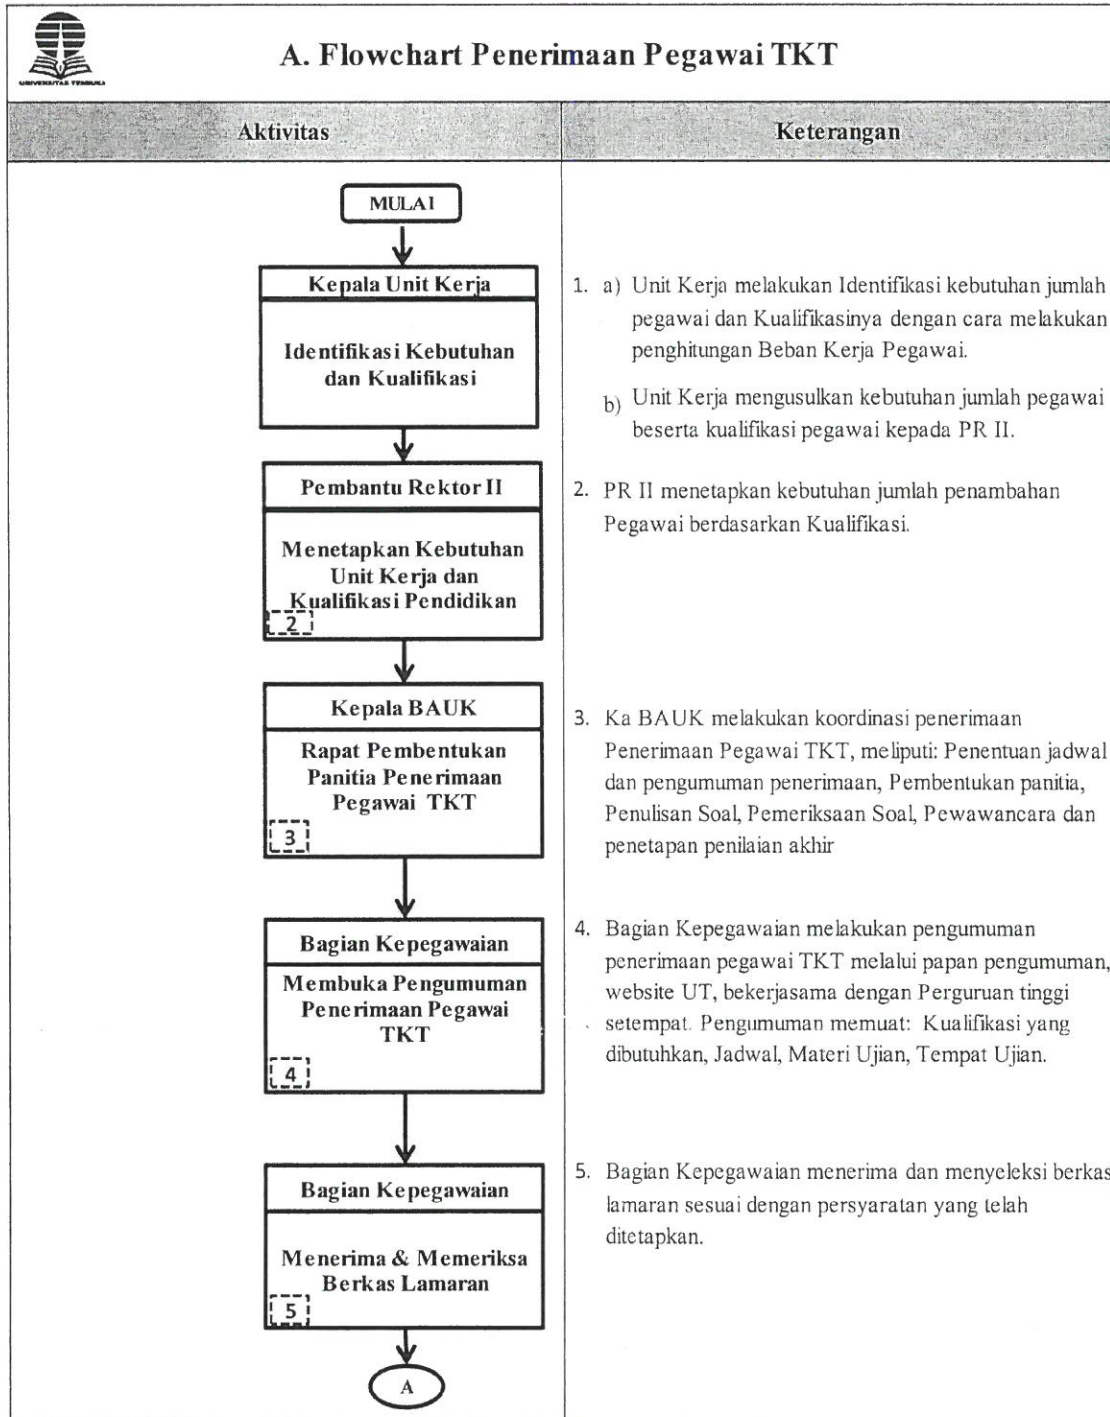 UNIVERSITAS TERBUKA
A. Flowchart Penerimaan Pegawai TKT
Aktivitas
Keterangan
MULAI
Kepala Unit Kerja
Identifikasi Kebutuhan
dan Kualifikasi
1. a) Unit Kerja melakukan Identifikasi kebutuhan jumlah
pegawai dan Kualifikasinya dengan cara melakukan
penghitungan Beban Kerja Pegawai.
b) Unit Kerja mengusulkan kebutuhan jumlah pegawai
beserta kualifikasi pegawai kepada PR II.
Pembantu Rektor II
Menetapkan Kebutuhan
Unit Kerja dan
Kualifikasi Pendidikan
2
2. PR II menetapkan kebutuhan jumlah penambahan
Pegawai berdasarkan Kualifikasi.
Kepala BAUK
Rapat Pembentukan
Panitia Penerimaan
Pegawai TKT
3
3. Ka BAUK melakukan koordinasi penerimaan
Penerimaan Pegawai TKT, meliputi: Penentuan jadwal
dan pengumuman penerimaan, Pembentukan panitia,
Penulisan Soal, Pemeriksaan Soal, Pewawancara dan
penetapan penilaian akhir
Bagian Kepegawaian
Membuka Pengumuman
Penerimaan Pegawai
TKT
4
4. Bagian Kepegawaian melakukan pengumuman
penerimaan pegawai TKT melalui papan pengumuman,
website UT, bekerjasama dengan Perguruan tinggi
setempat. Pengumuman memuat: Kualifikasi yang
dibutuhkan, Jadwal, Materi Ujian, Tempat Ujian.
Bagian Kepegawaian
Menerima & Memeriksa
Berkas Lamaran
5
5. Bagian Kepegawaian menerima dan menyeleksi berkas
lamaran sesuai dengan persyaratan yang telah
ditetapkan.
A